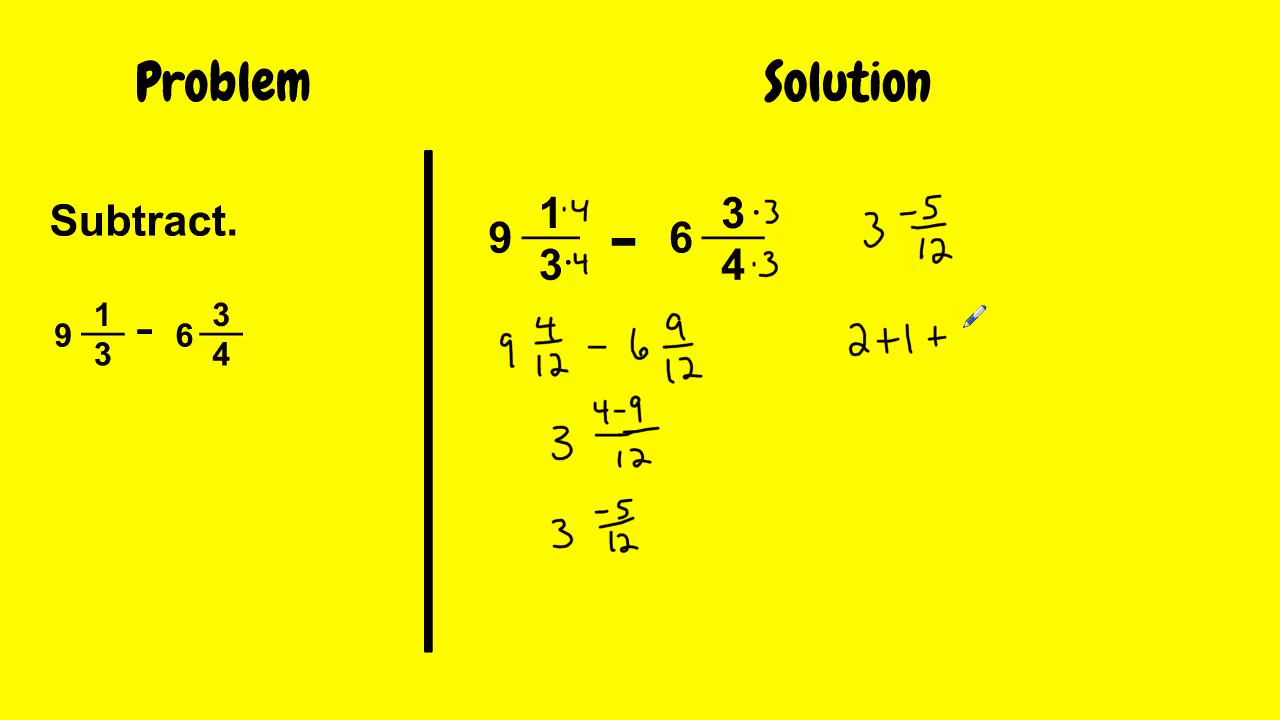 Problem
Subtract.
9 1/3 - 6 3/4
Solution
9 1·4/3·4 - 6 3·3/4·3
9 4/12 - 6 9/12
3 4-9/12
3 -5/12
3 -5/12
2+1+